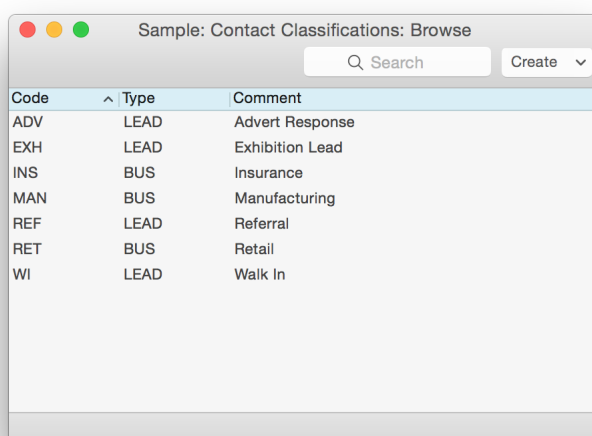 Sample: Contact Classifications: Browse
Search Create
Code Type Comment
ADV LEAD Advert Response
EXH LEAD Exhibition Lead
INS BUS Insurance
MAN BUS Manufacturing
REF LEAD Referral
RET BUS Retail
WI LEAD Walk In